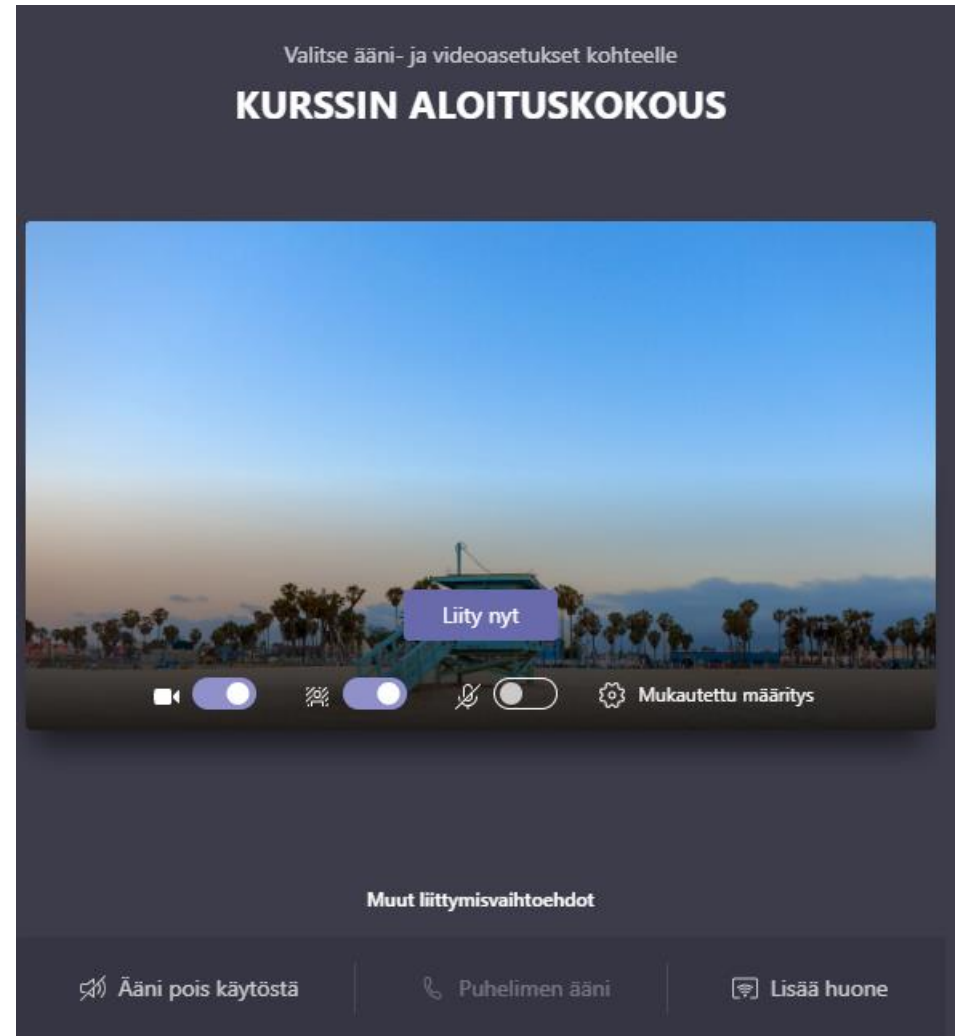 Valitse ääni- ja videoasetukset kohteelle
KURSSIN ALOITUSKOKOUS
Liity nyt
Mukautettu määritys
Muut liittymisvaihtoehdot
Ääni pois käytöstä
Puhelimen ääni
Lisää huone